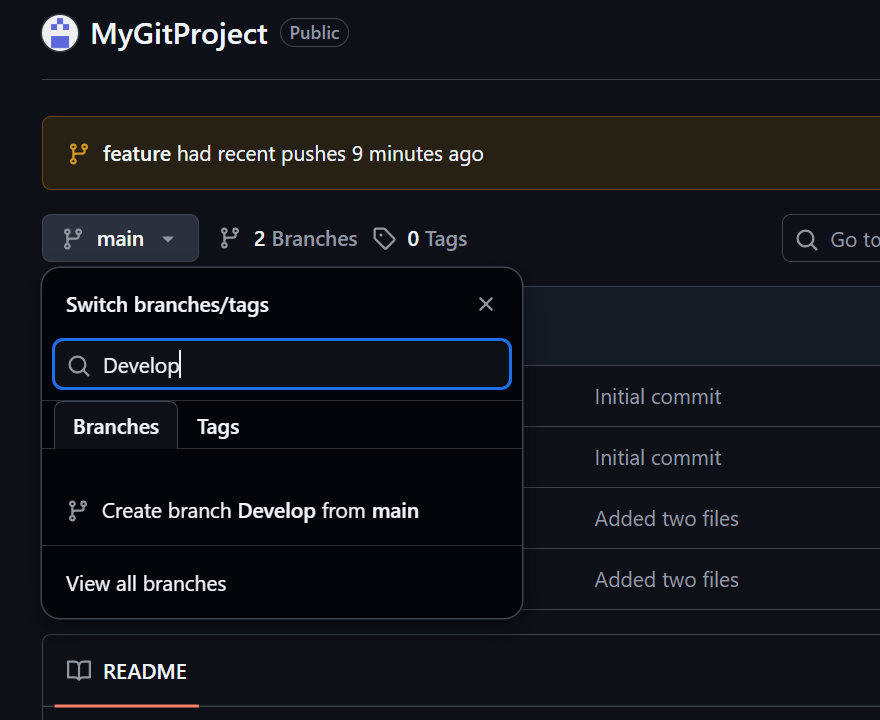 MyGitProject Public
feature had recent pushes 9 minutes ago
main 2 Branches 0 Tags Go to
Switch branches/tags
Develop
Branches Tags
Create branch Develop from main
View all branches
Initial commit
Initial commit
Added two files
Added two files
README